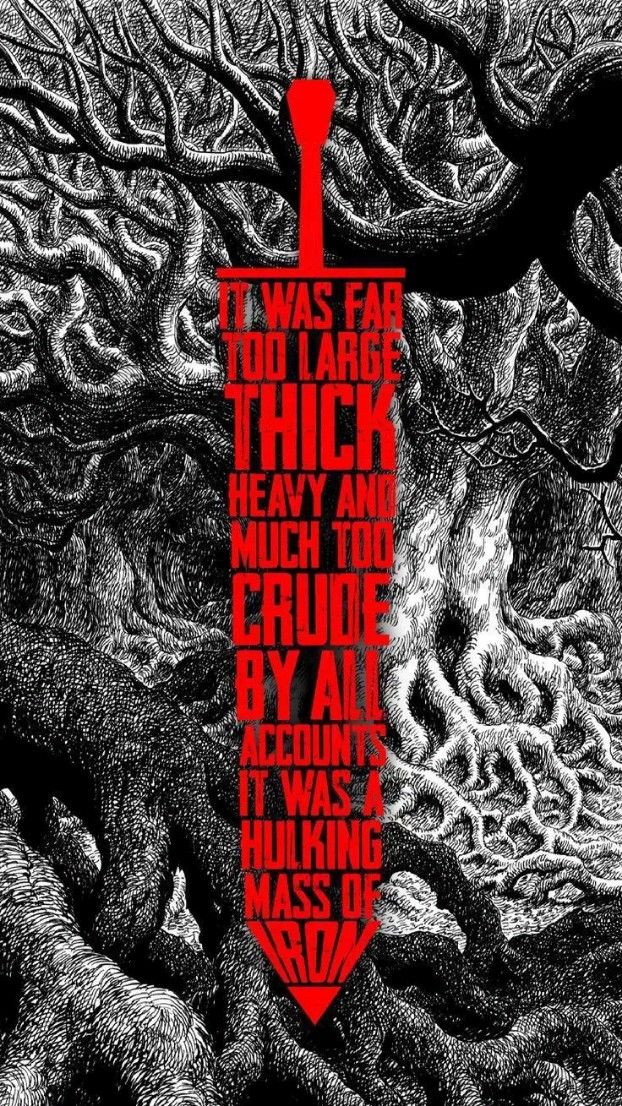 IT WAS FAR
TOO LARGE
THICK
HEAVY AND
MUCH TOO
CRUDE
BY ALL
ACCOUNTS
IT WAS A
HULKING
MASS OF
IRON